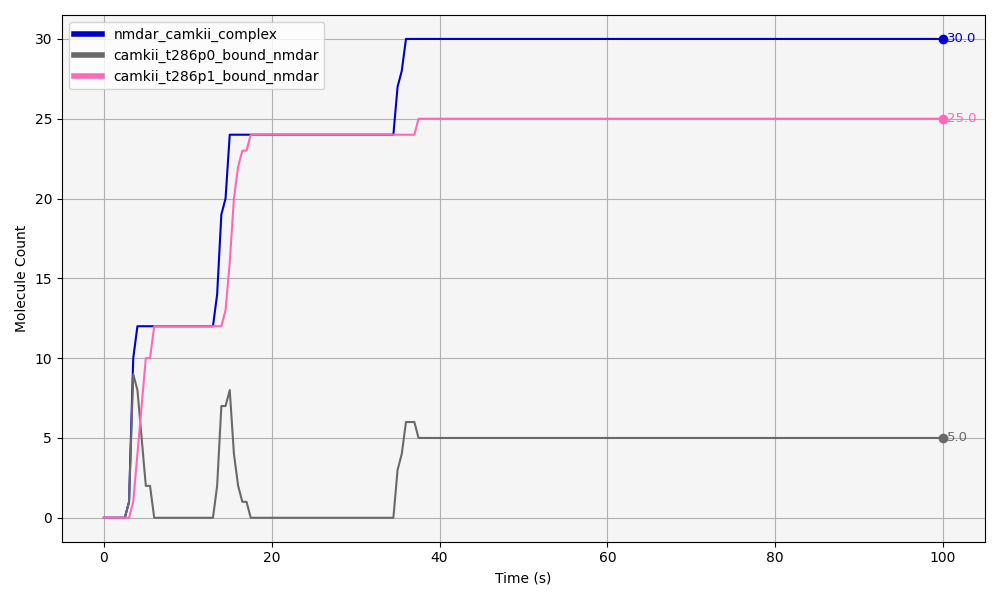 nmdar_camkii_complex
camkii_t286p0_bound_nmdar
camkii_t286p1_bound_nmdar
30
25
20
15
10
5
0
Molecule Count
30.0
25.0
5.0
0 20 40 60 80 100
Time (s)